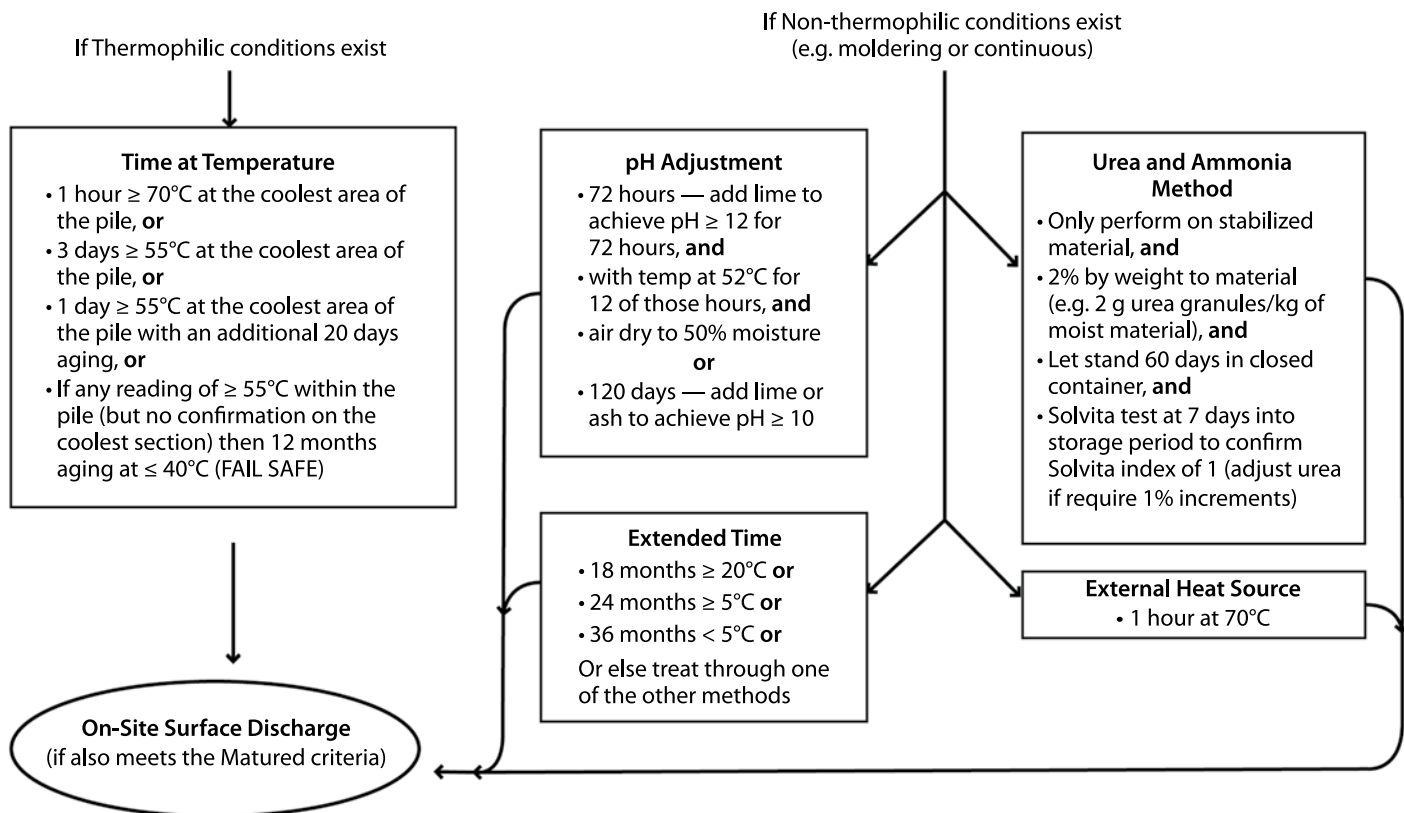 If Thermophilic conditions exist
If Non-thermophilic conditions exist
(e.g. moldering or continuous)
Time at Temperature
• 1 hour ≥ 70°C at the coolest area of
the pile, or
• 3 days ≥ 55°C at the coolest area of
the pile, or
• 1 day ≥ 55°C at the coolest area of
the pile with an additional 20 days
aging, or
• If any reading of ≥ 55°C within the
pile (but no confirmation on the
coolest section) then 12 months
aging at ≤ 40°C (FAIL SAFE)
pH Adjustment
• 72 hours — add lime to
achieve pH ≥ 12 for
72 hours, and
• with temp at 52°C for
12 of those hours, and
• air dry to 50% moisture
or
• 120 days — add lime or
ash to achieve pH ≥ 10
Urea and Ammonia
Method
• Only perform on stabilized
material, and
• 2% by weight to material
(e.g. 2 g urea granules/kg of
moist material), and
• Let stand 60 days in closed
container, and
• Solvita test at 7 days into
storage period to confirm
Solvita index of 1 (adjust urea
if require 1% increments)
Extended Time
• 18 months ≥ 20°C or
• 24 months ≥ 5°C or
• 36 months < 5°C or
Or else treat through one
of the other methods
External Heat Source
• 1 hour at 70°C
On-Site Surface Discharge
(if also meets the Matured criteria)